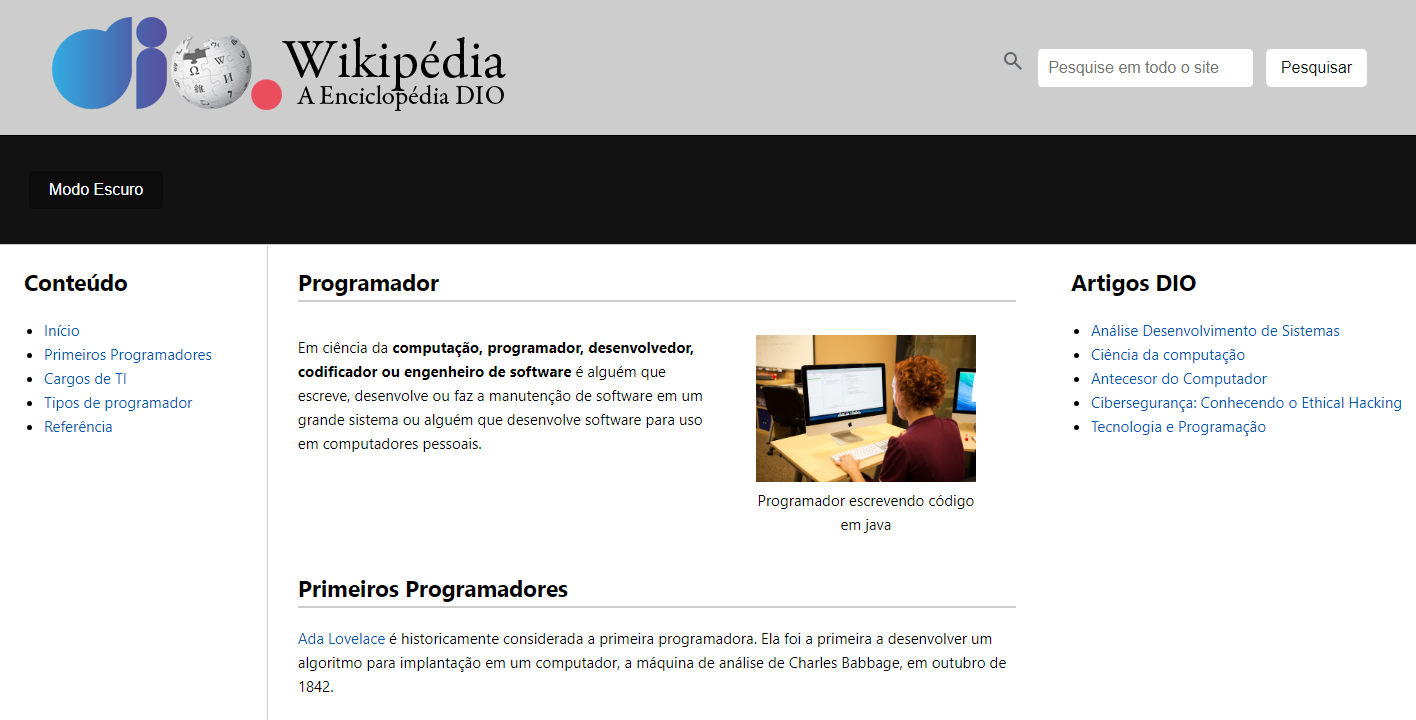 dio.
Wikipédia
A Enciclopédia DIO
Pesquise em todo o site
Pesquisar
Modo Escuro
Conteúdo
Início
Primeiros Programadores
Cargos de TI
Tipos de programador
Referência
Programador
Em ciência da computação, programador, desenvolvedor,
codificador ou engenheiro de software é alguém que
escreve, desenvolve ou faz a manutenção de software em um
grande sistema ou alguém que desenvolve software para uso
em computadores pessoais.
Programador escrevendo código
em java
Primeiros Programadores
Ada Lovelace é historicamente considerada a primeira programadora. Ela foi a primeira a desenvolver um
algoritmo para implantação em um computador, a máquina de análise de Charles Babbage, em outubro de
1842.
Artigos DIO
Análise Desenvolvimento de Sistemas
Ciência da computação
Antecesor do Computador
Cibersegurança: Conhecendo o Ethical Hacking
Tecnologia e Programação